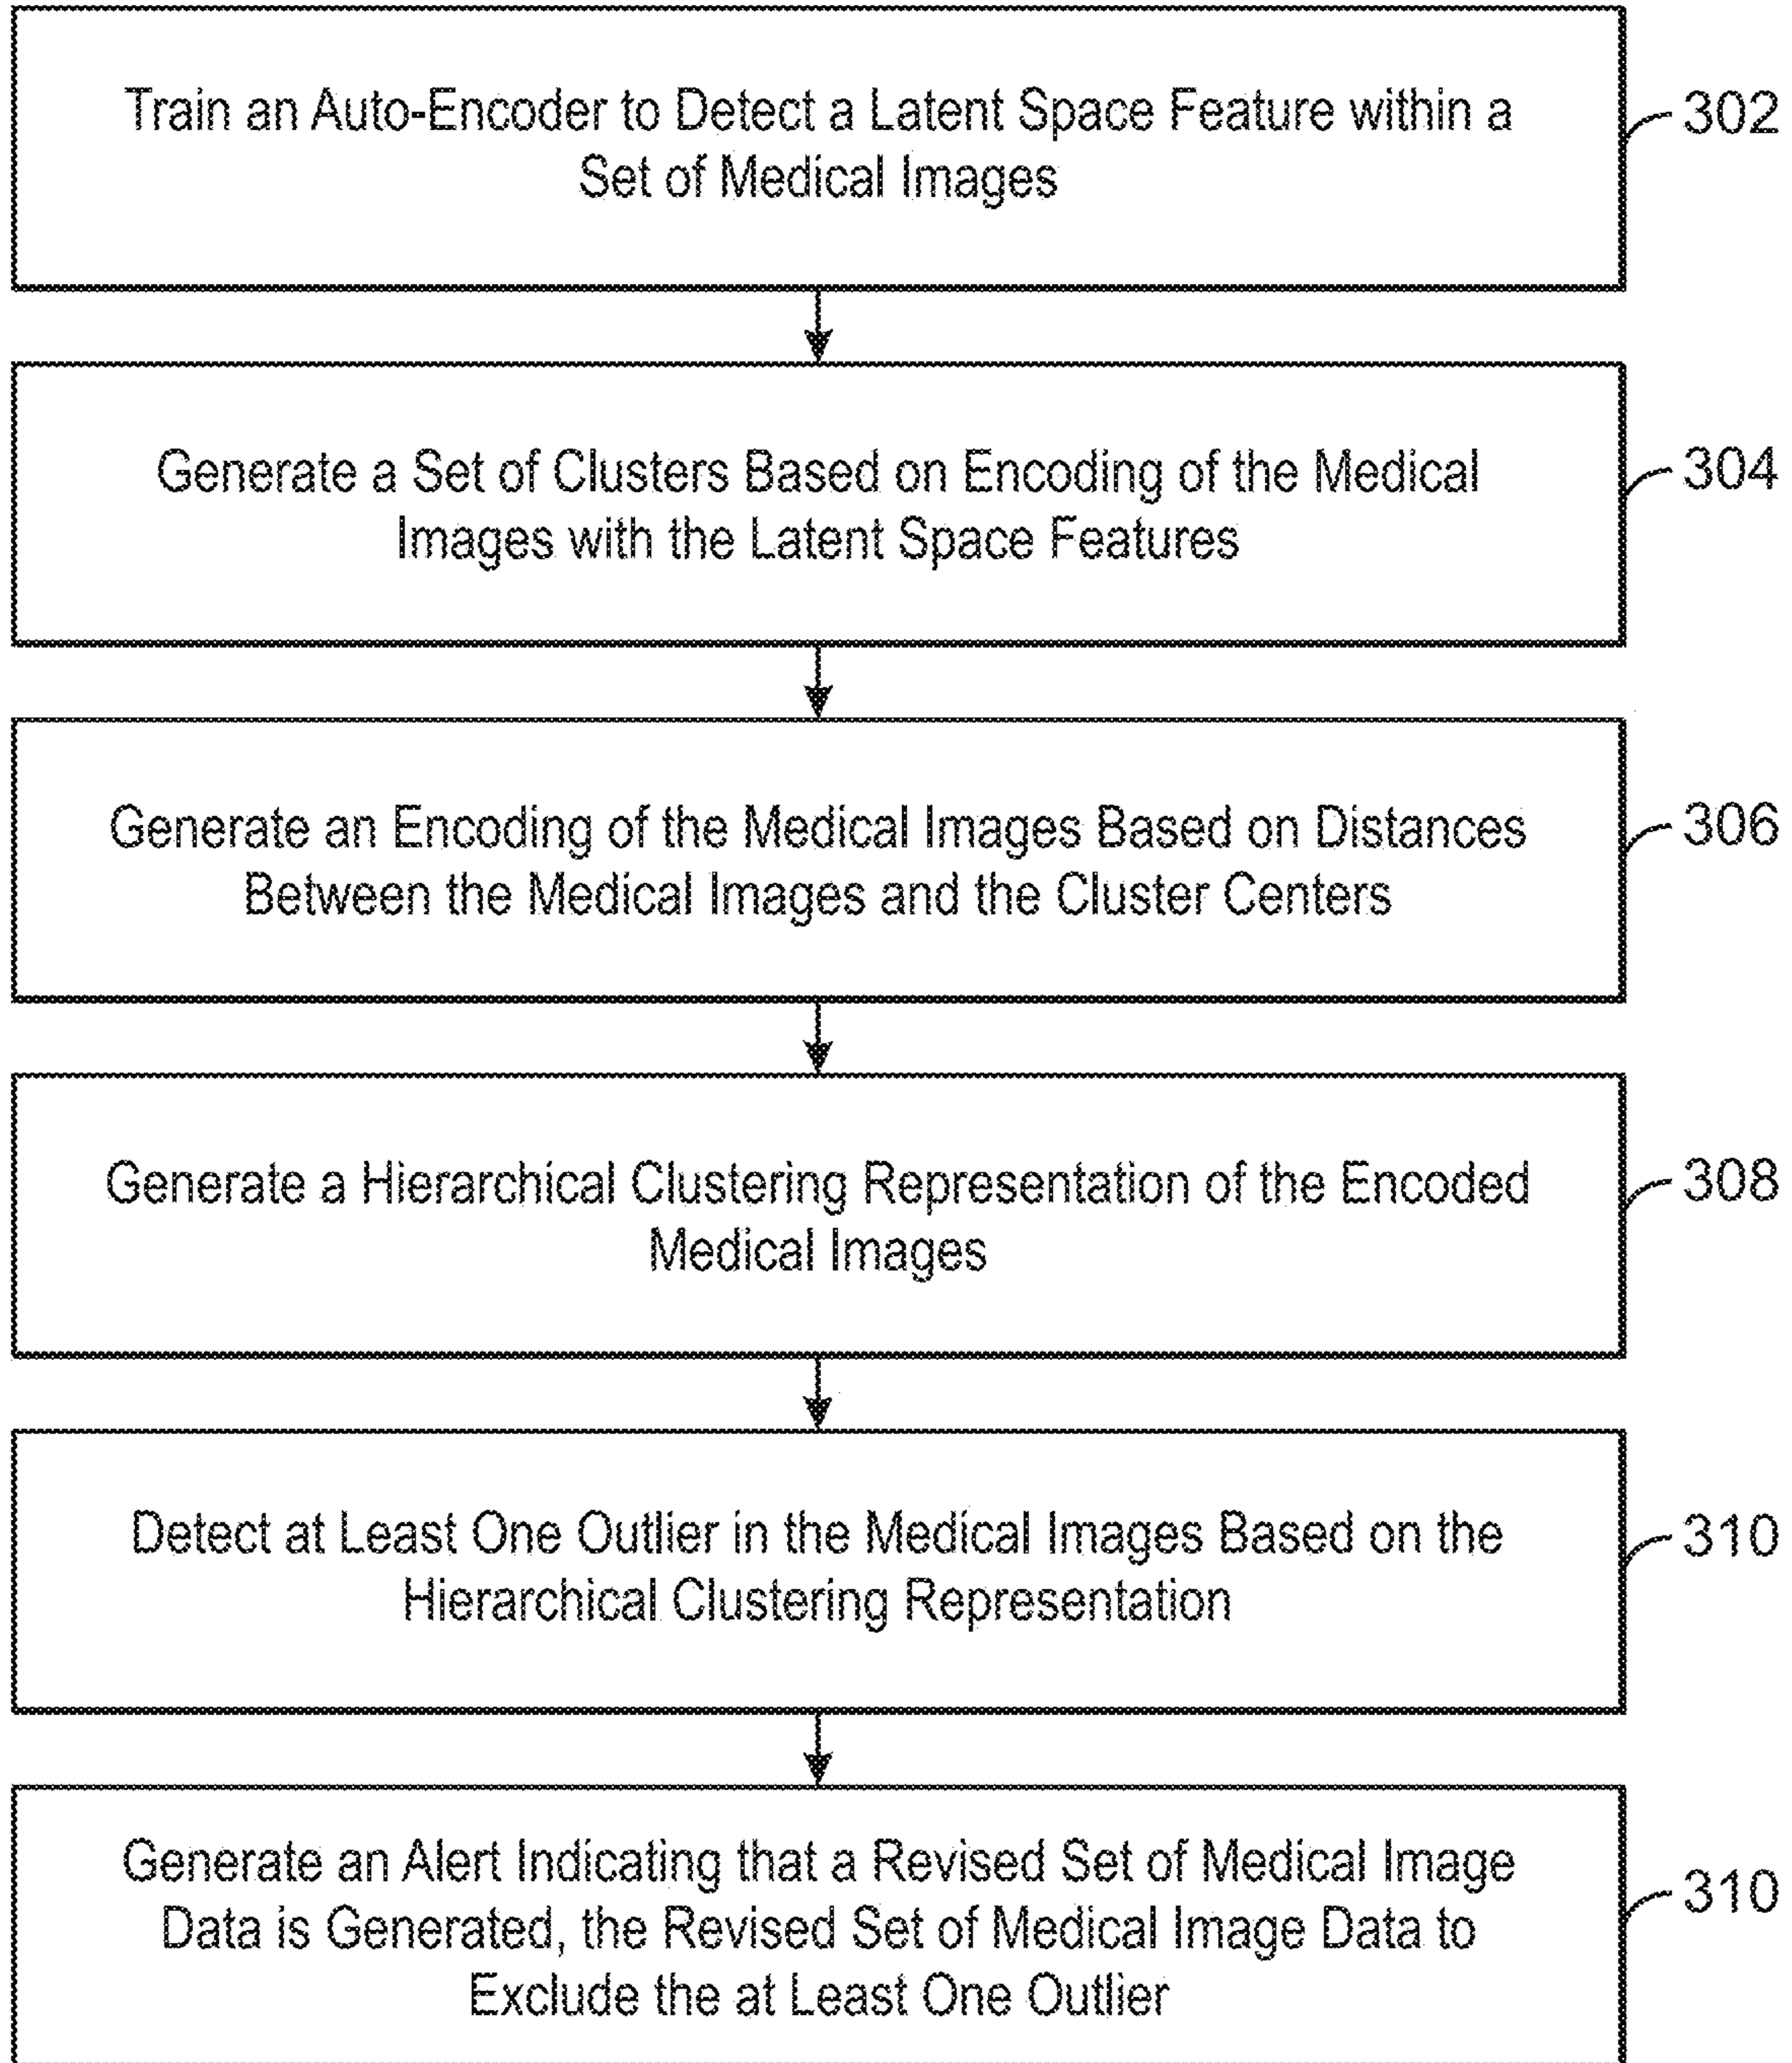 Train an Auto-Encoder to Detect a Latent Space Feature within a
Set of Medical Images
302
Generate a Set of Clusters Based on Encoding of the Medical
Images with the Latent Space Features
304
Generate an Encoding of the Medical Images Based on Distances
Between the Medical Images and the Cluster Centers
306
Generate a Hierarchical Clustering Representation of the Encoded
Medical Images
308
Detect at Least One Outlier in the Medical Images Based on the
Hierarchical Clustering Representation
310
Generate an Alert Indicating that a Revised Set of Medical Image
Data is Generated, the Revised Set of Medical Image Data to
Exclude the at Least One Outlier
310